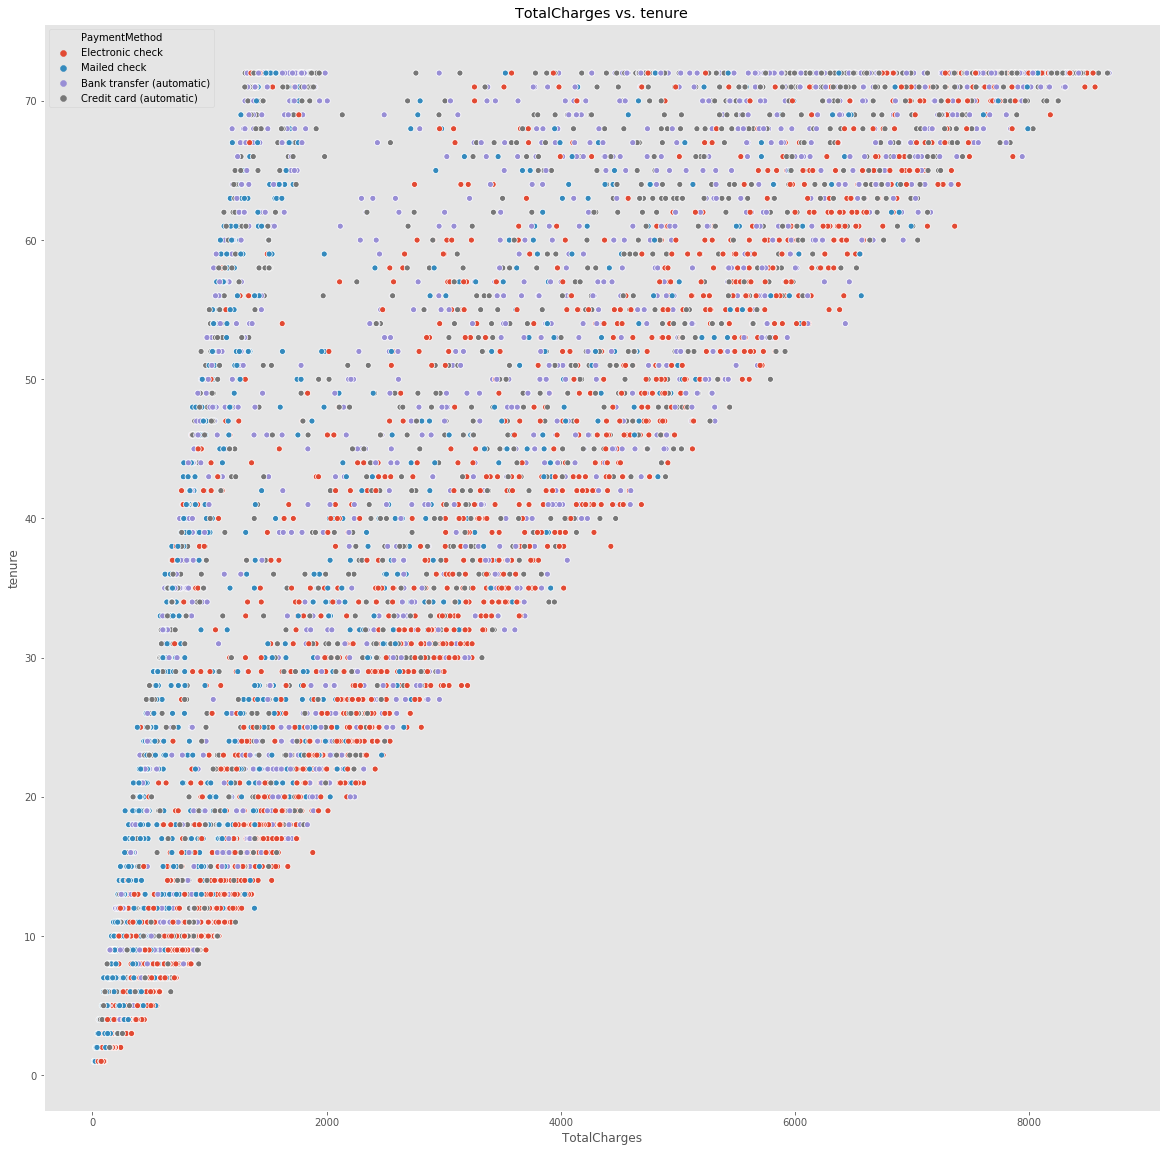 TotalCharges vs. tenure
PaymentMethod
Electronic check
Mailed check
Bank transfer (automatic)
Credit card (automatic)
70
60
50
40
30
20
10
0
tenure
0 2000 4000 6000 8000
TotalCharges